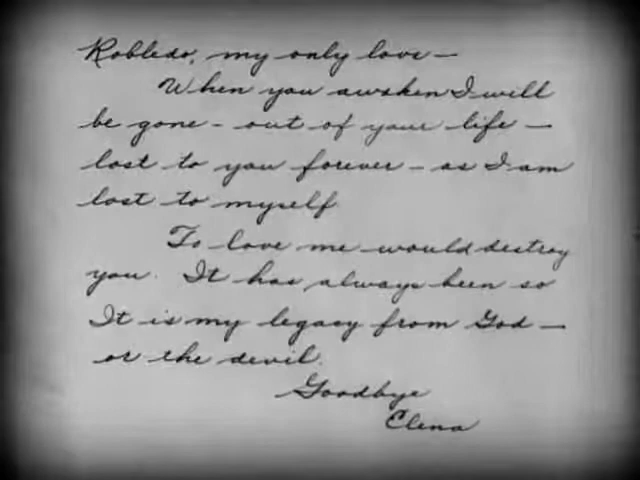 Robledo, my only love —
When you awaken I will
be gone - out of your life —
lost to you forever - as I am
lost to myself
To love me would destroy
you. It has always been so
It is my legacy from God —
or the devil.
Goodbye
Elena